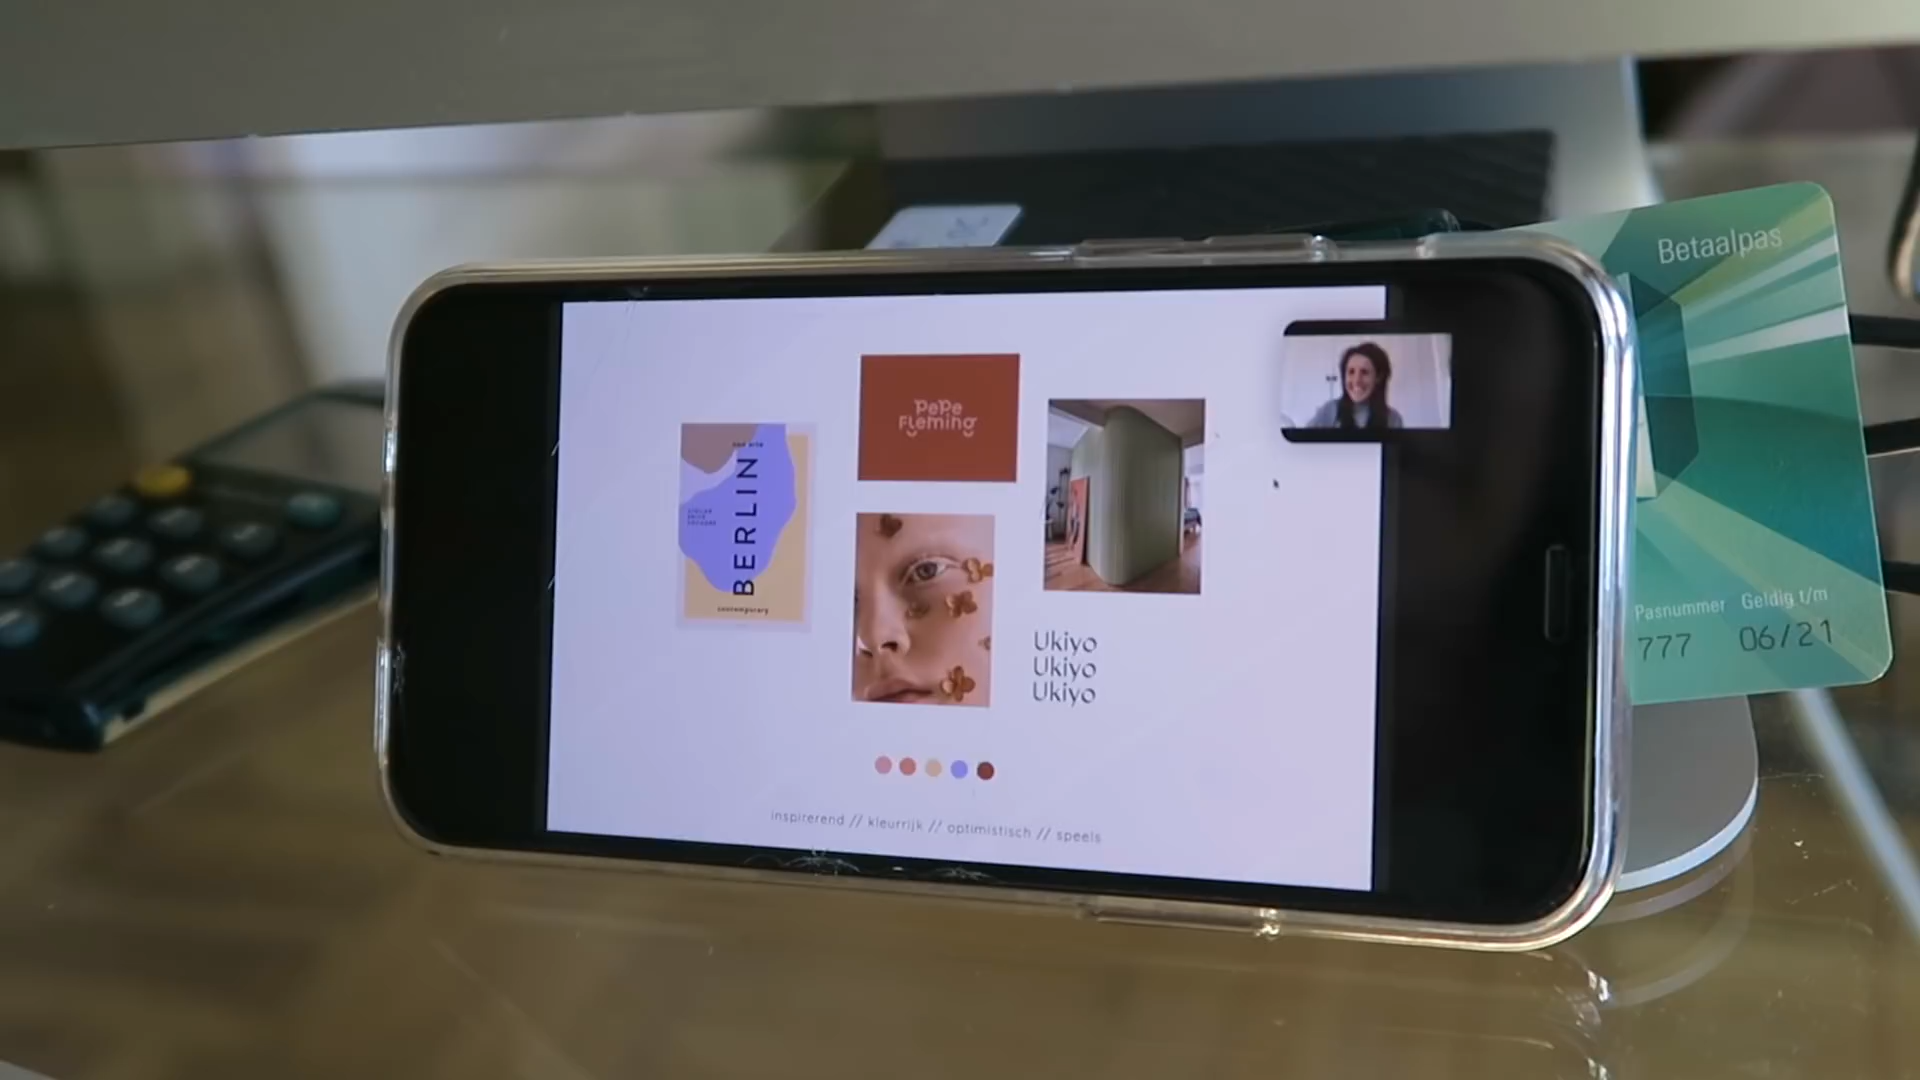 Betaalpas
Pasnummer
Geldig t/m
777
06/21
PePe
Fleming
BERLIN
contemporary
Ukiyo
Ukiyo
Ukiyo
inspirerend // kleurrijk // optimistisch // speels